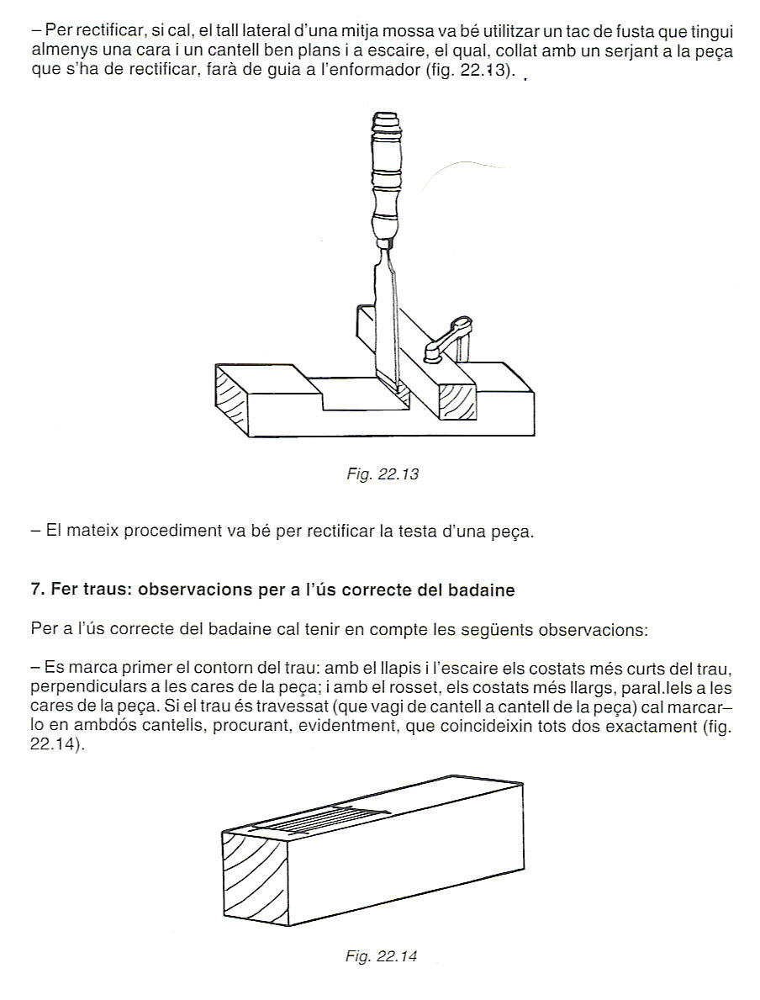 – Per rectificar, si cal, el tall lateral d'una mitja mossa va bé utilitzar un tac de fusta que tingui
almenys una cara i un cantell ben plans i a escaire, el qual, collat amb un serjant a la peça
que s'ha de rectificar, farà de guia a l'enformador (fig. 22.13).
Fig. 22.13
– El mateix procediment va bé per rectificar la testa d'una peça.
7. Fer traus: observacions per a l'ús correcte del badaine
Per a l'ús correcte del badaine cal tenir en compte les següents observacions:
– Es marca primer el contorn del trau: amb el llapis i l'escaire els costats més curts del trau,
perpendiculars a les cares de la peça; i amb el rosset, els costats més llargs, paral.lels a les
cares de la peça. Si el trau és travessat (que vagi de cantell a cantell de la peça) cal marcar–
lo en ambdós cantells, procurant, evidentment, que coincideixin tots dos exactament (fig.
22.14).
Fig. 22.14